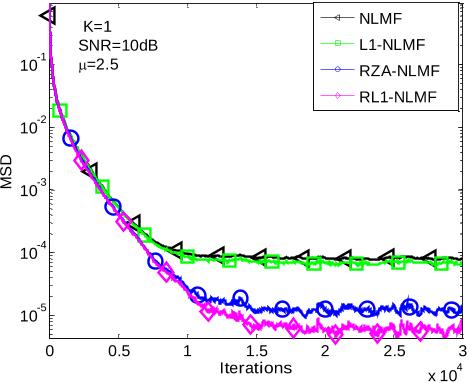 K=1
SNR=10dB
μ=2.5
NLMF
L1-NLMF
RZA-NLMF
RL1-NLMF
MSD
10^-1
10^-2
10^-3
10^-4
10^-5
0 0.5 1 1.5 2 2.5 3
Iterations
x 10^4